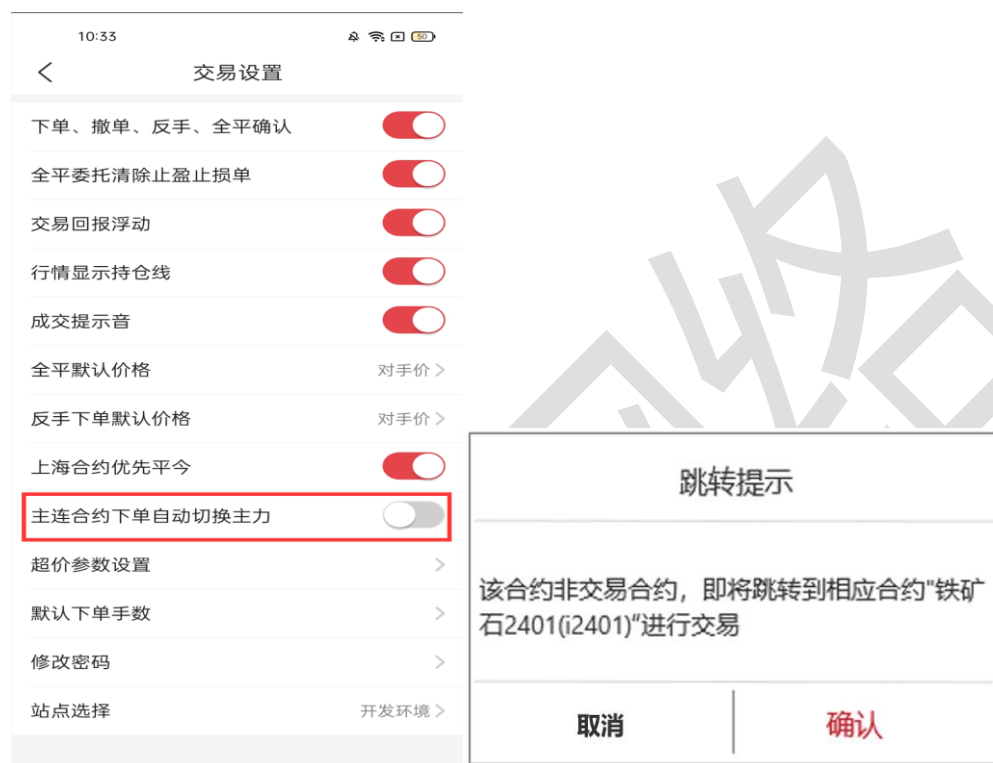 10:33
50
交易设置
下单、撤单、反手、全平确认
全平委托清除止盈止损单
交易回报浮动
行情显示持仓线
成交提示音
全平默认价格 对手价
反手下单默认价格 对手价
上海合约优先平今
主连合约下单自动切换主力
超价参数设置
默认下单手数
修改密码
站点选择 开发环境
跳转提示
该合约非交易合约，即将跳转到相应合约"铁矿
石2401(i2401)"进行交易
取消 确认